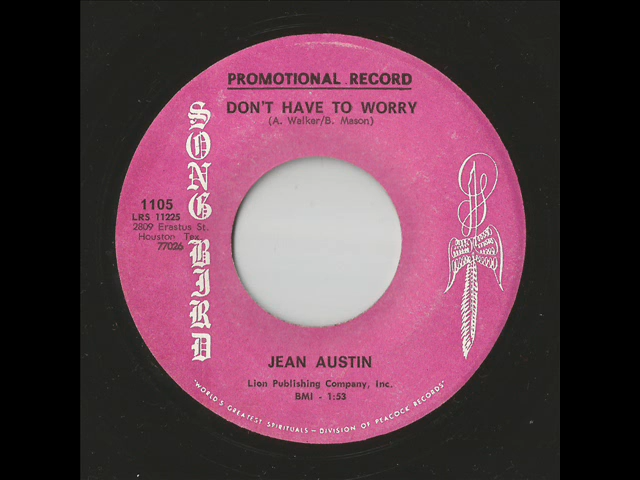 PROMOTIONAL RECORD
DON'T HAVE TO WORRY
(A. Walker/B. Mason)
SONG BIRD
1105
LRS 11225
2809 Erastus St.
Houston Tex.
77026
JEAN AUSTIN
Lion Publishing Company, Inc.
BMI - 1:53
"WORLD'S GREATEST SPIRITUALS — DIVISION OF PEACOCK RECORDS"